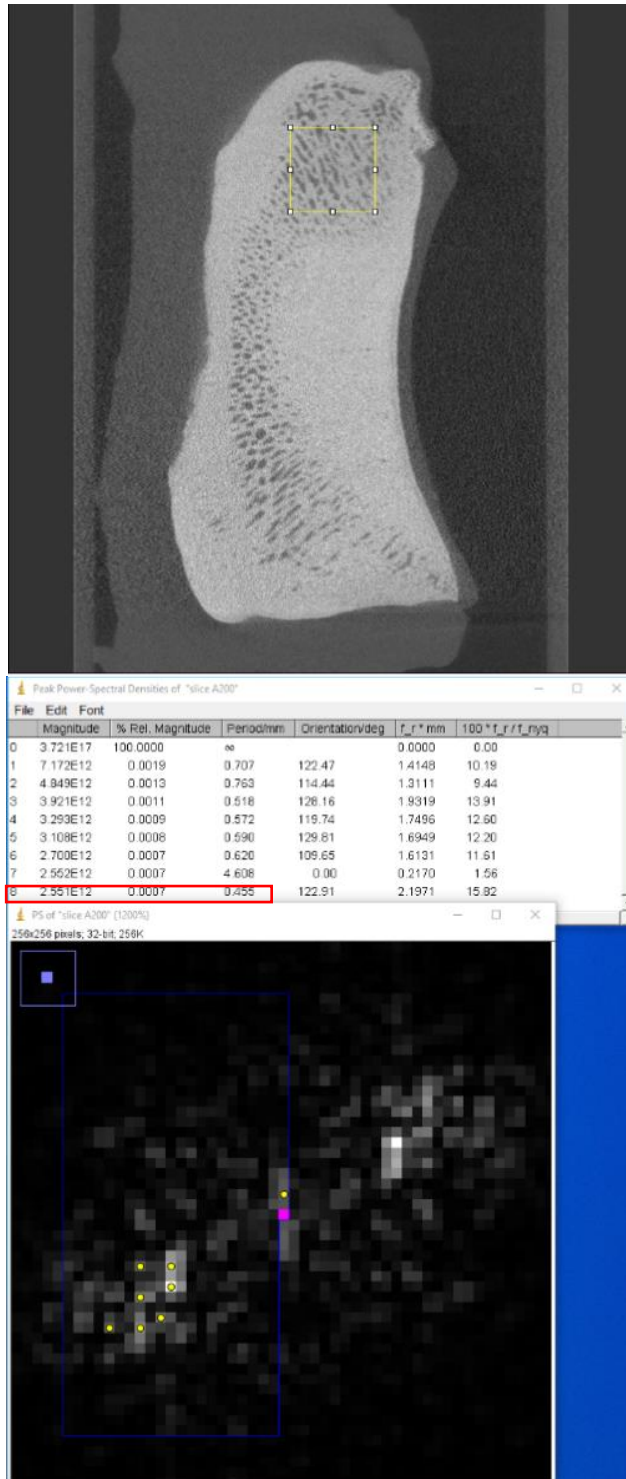 Peak Power-Spectral Densities of "slice A200"
File Edit Font
Magnitude % Rel. Magnitude Period/mm Orientation/deg f_r * mm 100 * f_r / f_nyq
0 3.721E17 100.0000 ∞ 0.0000 0.00
1 7.172E12 0.0019 0.707 122.47 1.4148 10.19
2 4.849E12 0.0013 0.763 114.44 1.3111 9.44
3 3.921E12 0.0011 0.518 128.16 1.9319 13.91
4 3.293E12 0.0009 0.572 119.74 1.7496 12.60
5 3.108E12 0.0008 0.590 129.81 1.6949 12.20
6 2.700E12 0.0007 0.620 109.65 1.6131 11.61
7 2.552E12 0.0007 4.608 0.00 0.2170 1.56
8 2.551E12 0.0007 0.455 122.91 2.1971 15.82
PS of "slice A200" (1200%)
256x256 pixels; 32-bit; 256K